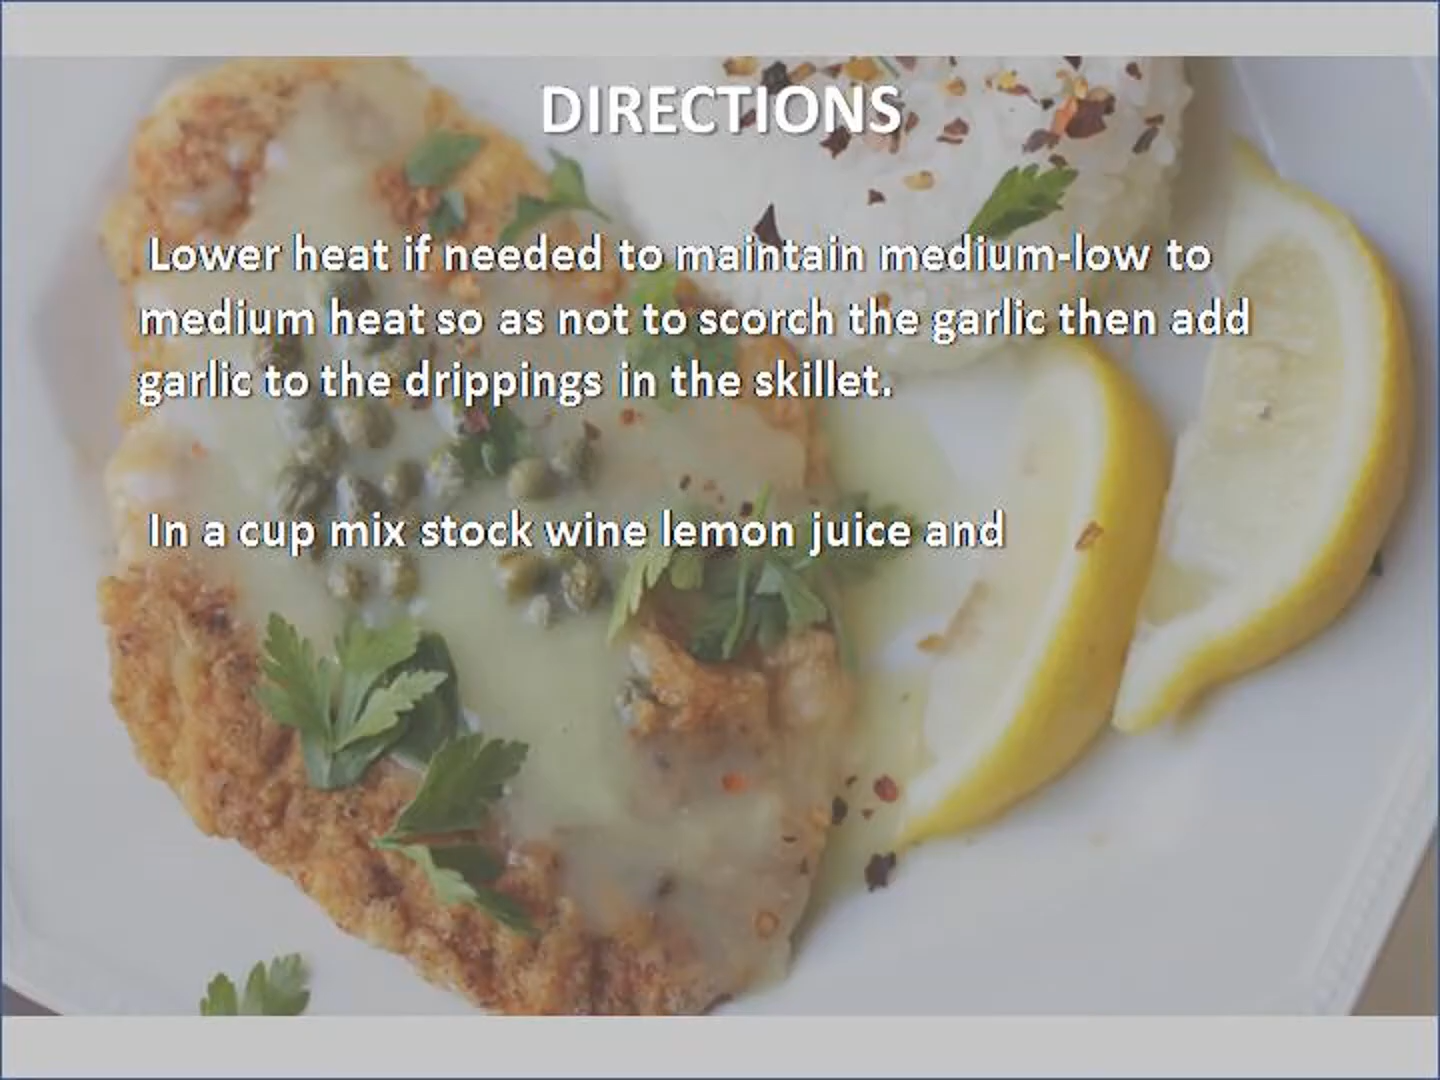 DIRECTIONS
Lower heat if needed to maintain medium-low to
medium heat so as not to scorch the garlic then add
garlic to the drippings in the skillet.
In a cup mix stock wine lemon juice and